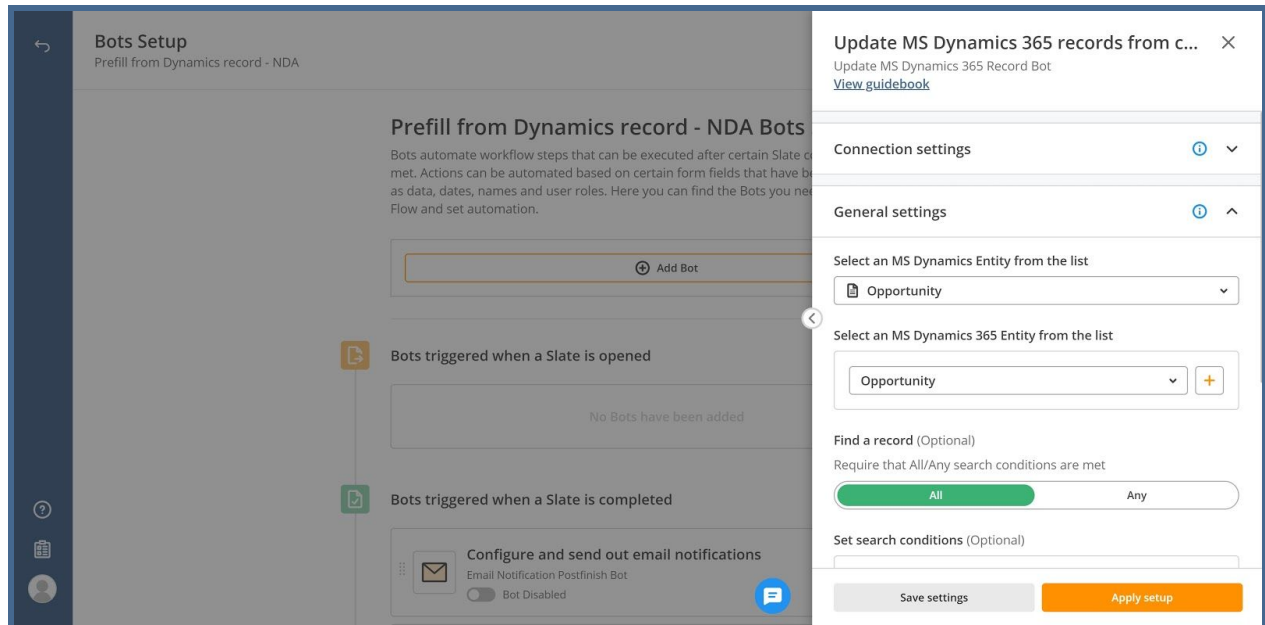 Bots Setup
Prefill from Dynamics record - NDA
Prefill from Dynamics record - NDA Bots
Bots automate workflow steps that can be executed after certain Slate
met. Actions can be automated based on certain form fields that have
as data, dates, names and user roles. Here you can find the Bots you
Flow and set automation.
Add Bot
Bots triggered when a Slate is opened
No Bots have been added
Bots triggered when a Slate is completed
Configure and send out email notifications
Email Notification Postfinish Bot
Bot Disabled
Update MS Dynamics 365 records from c...
Update MS Dynamics 365 Record Bot
View guidebook
Connection settings
General settings
Select an MS Dynamics Entity from the list
Opportunity
Select an MS Dynamics 365 Entity from the list
Opportunity
Find a record (Optional)
Require that All/Any search conditions are met
All Any
Set search conditions (Optional)
Save settings Apply setup